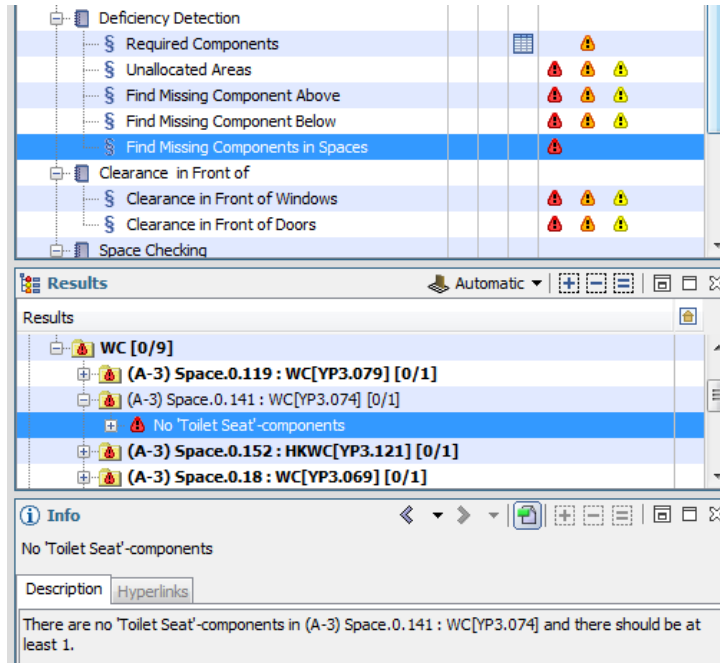 Deficiency Detection
§ Required Components
§ Unallocated Areas
§ Find Missing Component Above
§ Find Missing Component Below
§ Find Missing Components in Spaces
Clearance in Front of
§ Clearance in Front of Windows
§ Clearance in Front of Doors
Space Checking
Results Automatic
Results
WC [0/9]
(A-3) Space.0.119 : WC[YP3.079] [0/1]
(A-3) Space.0.141 : WC[YP3.074] [0/1]
No 'Toilet Seat'-components
(A-3) Space.0.152 : HKWC[YP3.121] [0/1]
(A-3) Space.0.18 : WC[YP3.069] [0/1]
Info
No 'Toilet Seat'-components
Description Hyperlinks
There are no 'Toilet Seat'-components in (A-3) Space.0.141 : WC[YP3.074] and there should be at
least 1.